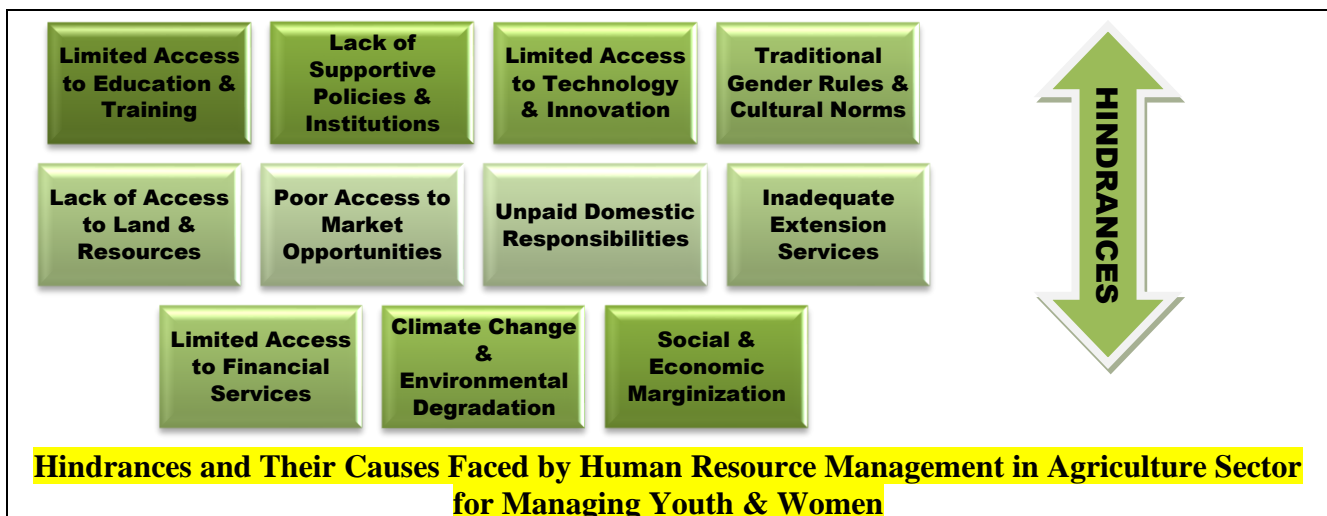 Limited Access
to Education &
Training
Lack of
Supportive
Policies &
Institutions
Limited Access
to Technology
& Innovation
Traditional
Gender Rules &
Cultural Norms
HINDRANCES
Lack of Access
to Land &
Resources
Poor Access to
Market
Opportunities
Unpaid Domestic
Responsibilities
Inadequate
Extension
Services
Limited Access
to Financial
Services
Climate Change
&
Environmental
Degradation
Social &
Economic
Marginization
Hindrances and Their Causes Faced by Human Resource Management in Agriculture Sector
for Managing Youth & Women